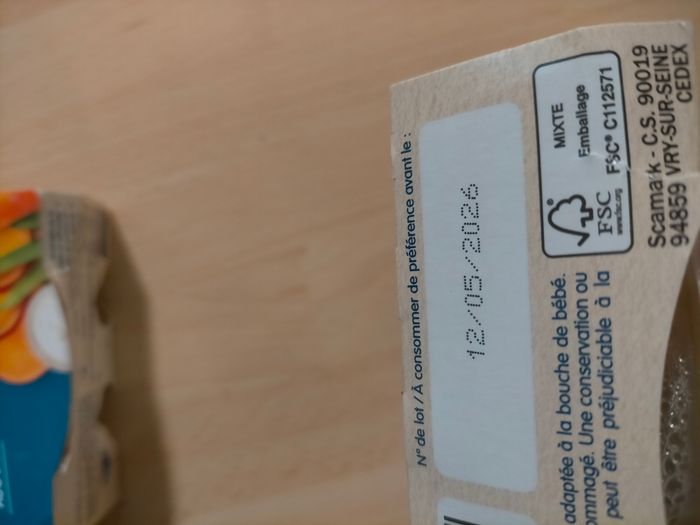 N° de lot / À consommer de préférence avant le :
12/05/2026
MIXTE
Emballage
FSC
www.fsc.org
FSC® C112571
Scamark - C.S. 90019
94859 VRY-SUR-SEINE
CEDEX
adaptée à la bouche de bébé.
ommagé. Une conservation ou
peut être préjudiciable à la